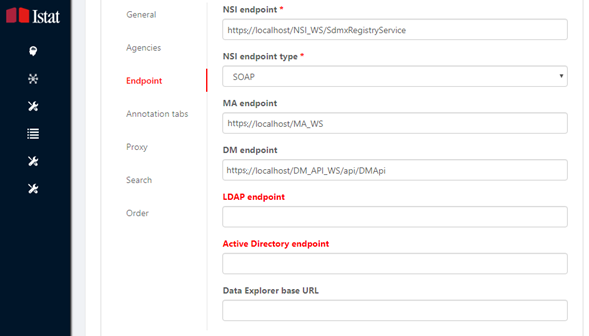 Istat
General
Agencies
Endpoint
Annotation tabs
Proxy
Search
Order
NSI endpoint *
https://localhost/NSI_WS/SdmxRegistryService
NSI endpoint type *
SOAP
MA endpoint
https://localhost/MA_WS
DM endpoint
https://localhost/DM_API_WS/api/DMApi
LDAP endpoint
Active Directory endpoint
Data Explorer base URL